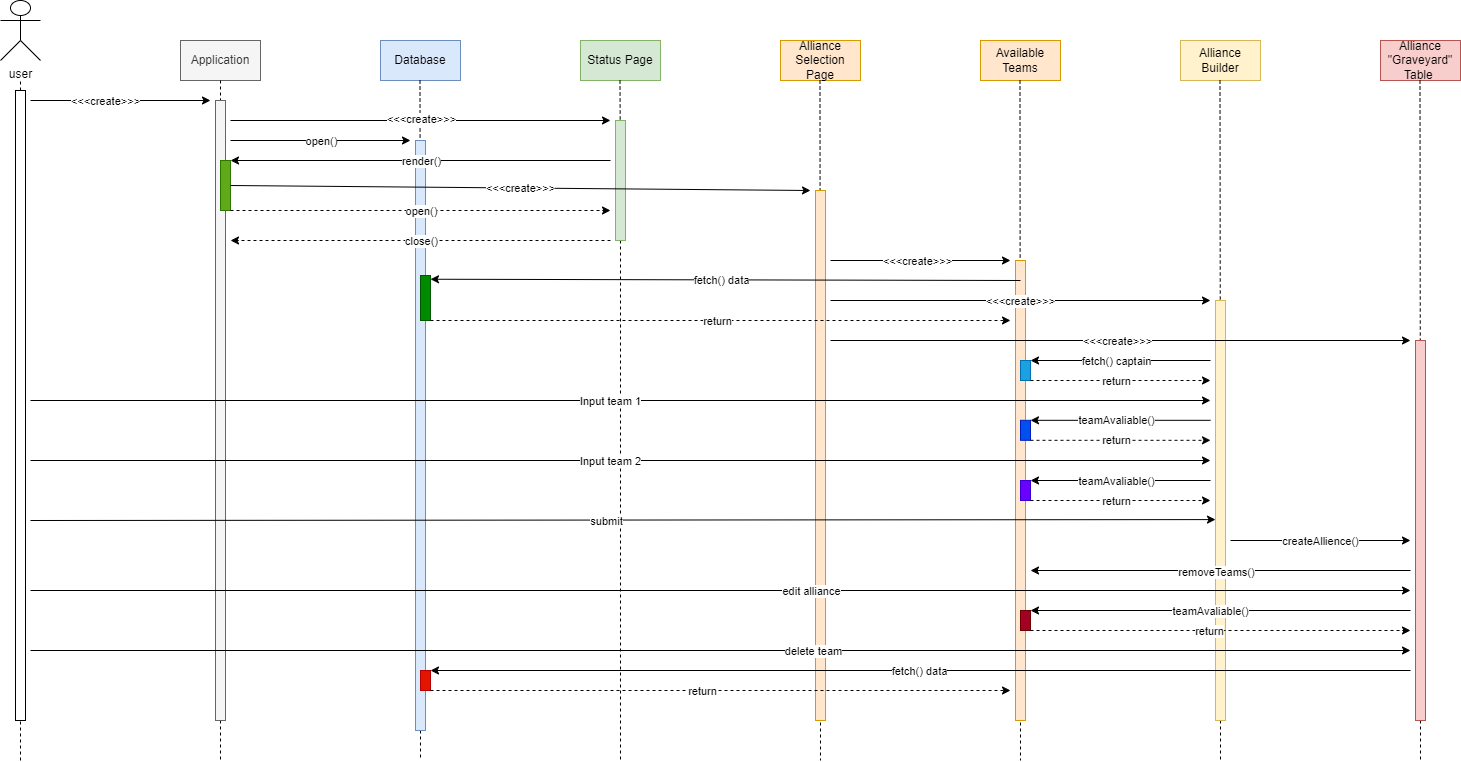 user
Application
Database
Status Page
Alliance
Selection
Page
Available
Teams
Alliance
Builder
Alliance
"Graveyard"
Table
<<<create>>>
<<<create>>>
open()
render()
<<<create>>>
open()
close()
<<<create>>>
fetch() data
<<<create>>>
return
<<<create>>>
fetch() captain
return
Input team 1
teamAvaliable()
return
Input team 2
teamAvaliable()
return
submit
createAllience()
removeTeams()
edit alliance
teamAvaliable()
return
delete team
fetch() data
return